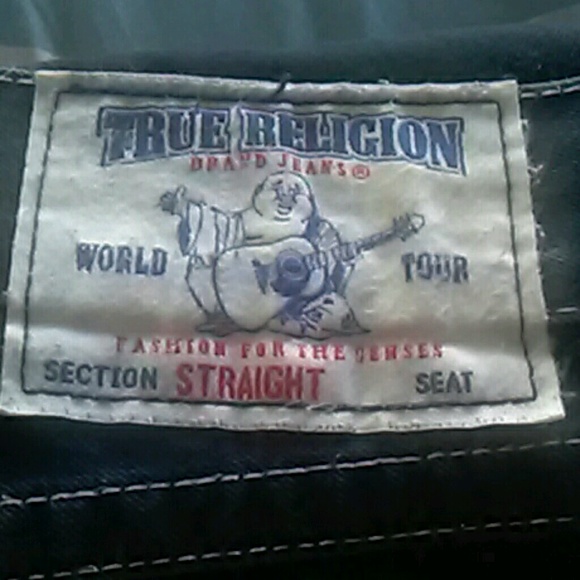 TRUE RELIGION
BRAND JEANS®
WORLD TOUR
FASHION FOR THE SENSES
SECTION STRAIGHT SEAT